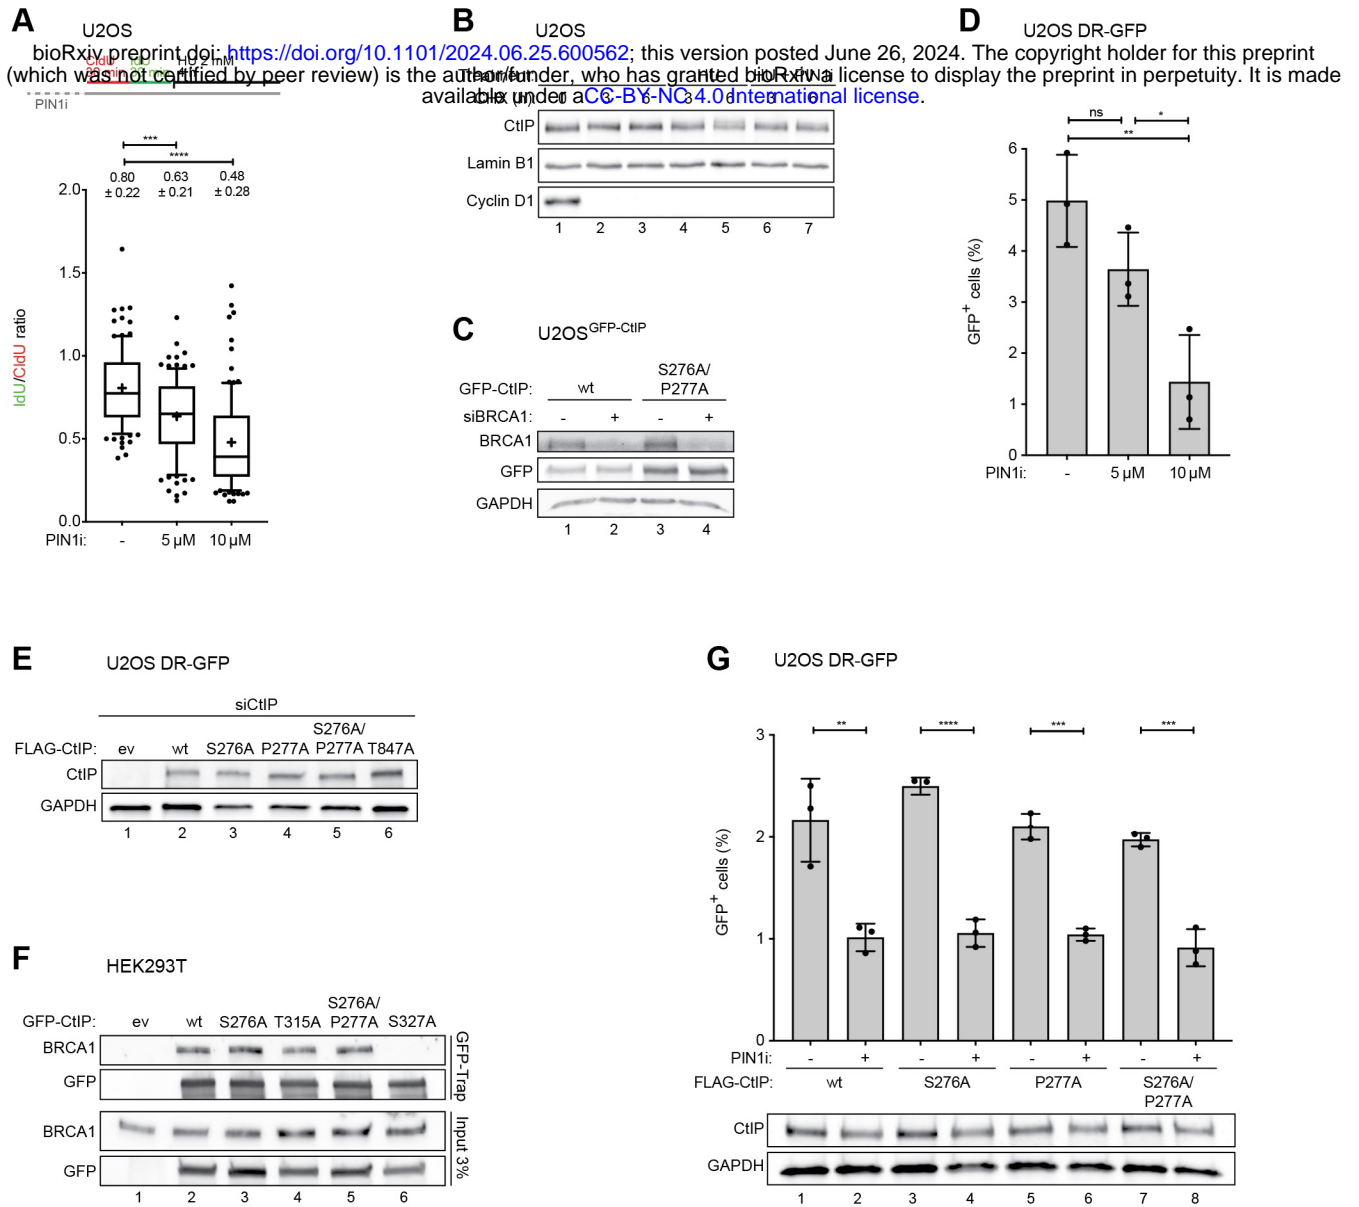 A
U2OS
B
U2OS
D
U2OS DR-GFP
bioRxiv preprint doi: https://doi.org/10.1101/2024.06.25.600562; this version posted June 26, 2024. The copyright holder for this preprint
(which was not certified by peer review) is the author/funder, who has granted bioRxiv a license to display the preprint in perpetuity. It is made
available under aCC-BY-NC 4.0 International license.
CldU
IdU
HU 2 mM
PIN1i
***
****
0.80
± 0.22
0.63
± 0.21
0.48
± 0.28
2.0
1.5
1.0
0.5
0.0
IdU/CldU ratio
PIN1i:
-
5 µM
10 µM
CtIP
Lamin B1
Cyclin D1
1 2 3 4 5 6 7
C
U2OS GFP-CtIP
GFP-CtIP:
wt
S276A/
P277A
siBRCA1:
- + - +
BRCA1
GFP
GAPDH
1 2 3 4
ns
*
**
6
5
4
3
2
1
0
GFP+ cells (%)
PIN1i:
-
5 µM
10 µM
E
U2OS DR-GFP
siCtIP
FLAG-CtIP: ev wt S276A P277A S276A/P277A T847A
CtIP
GAPDH
1 2 3 4 5 6
F
HEK293T
GFP-CtIP: ev wt S276A T315A S276A/P277A S327A
BRCA1
GFP
GFP-Trap
BRCA1
GFP
Input 3%
1 2 3 4 5 6
G
U2OS DR-GFP
** **** *** ***
3
2
1
0
GFP+ cells (%)
PIN1i: - + - + - + - +
FLAG-CtIP: wt S276A P277A S276A/
P277A
CtIP
GAPDH
1 2 3 4 5 6 7 8